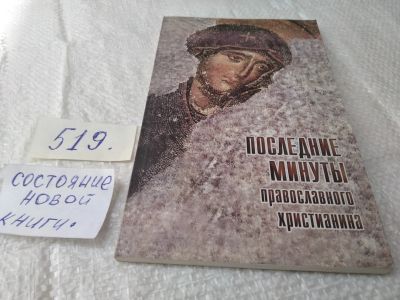 519.
СОСТОЯНИЕ
НОВОЙ
КНИГИ.
ПОСЛЕДНИЕ
МИНУТЫ
православного
христианина